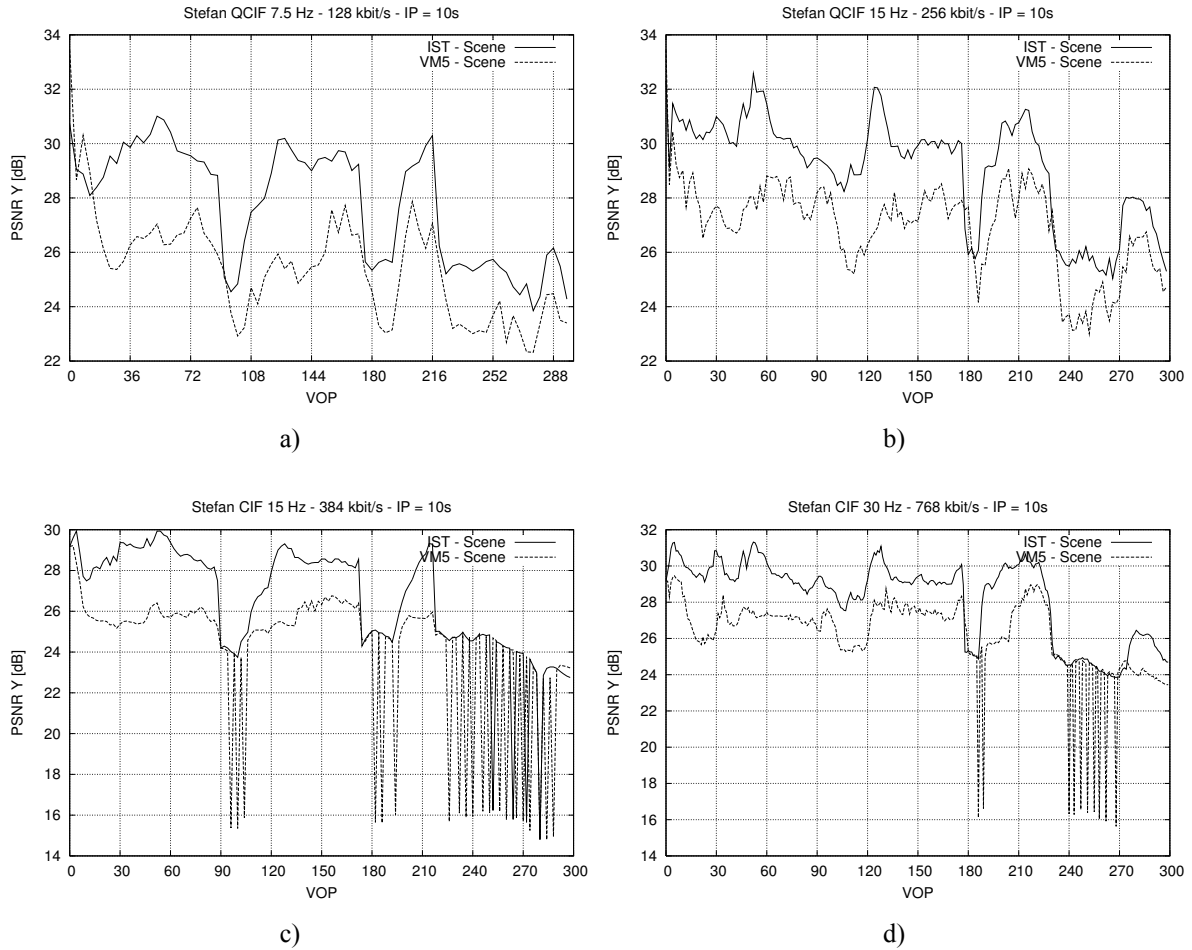 Stefan QCIF 7.5 Hz - 128 kbit/s - IP = 10s
34
32
30
28
26
24
22
PSNR Y [dB]
IST - Scene
VM5 - Scene
0 36 72 108 144 180 216 252 288
VOP
a)
Stefan QCIF 15 Hz - 256 kbit/s - IP = 10s
34
32
30
28
26
24
22
PSNR Y [dB]
IST - Scene
VM5 - Scene
0 30 60 90 120 150 180 210 240 270 300
VOP
b)
Stefan CIF 15 Hz - 384 kbit/s - IP = 10s
30
28
26
24
22
20
18
16
14
PSNR Y [dB]
IST - Scene
VM5 - Scene
0 30 60 90 120 150 180 210 240 270 300
VOP
c)
Stefan CIF 30 Hz - 768 kbit/s - IP = 10s
32
30
28
26
24
22
20
18
16
14
PSNR Y [dB]
IST - Scene
VM5 - Scene
0 30 60 90 120 150 180 210 240 270 300
VOP
d)